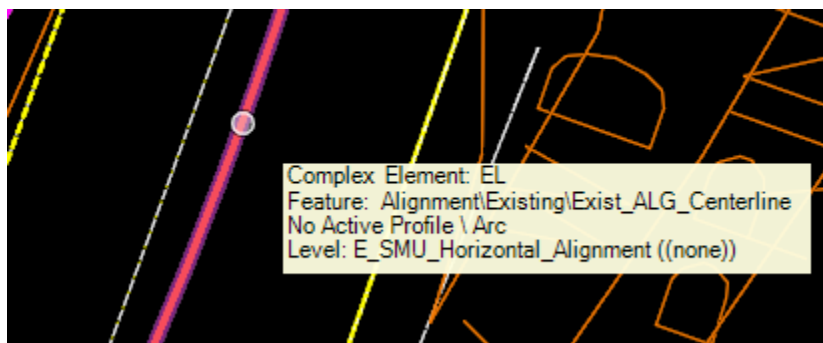 Complex Element: EL
Feature: Alignment\Existing\Exist_ALG_Centerline
No Active Profile \ Arc
Level: E_SMU_Horizontal_Alignment ((none))